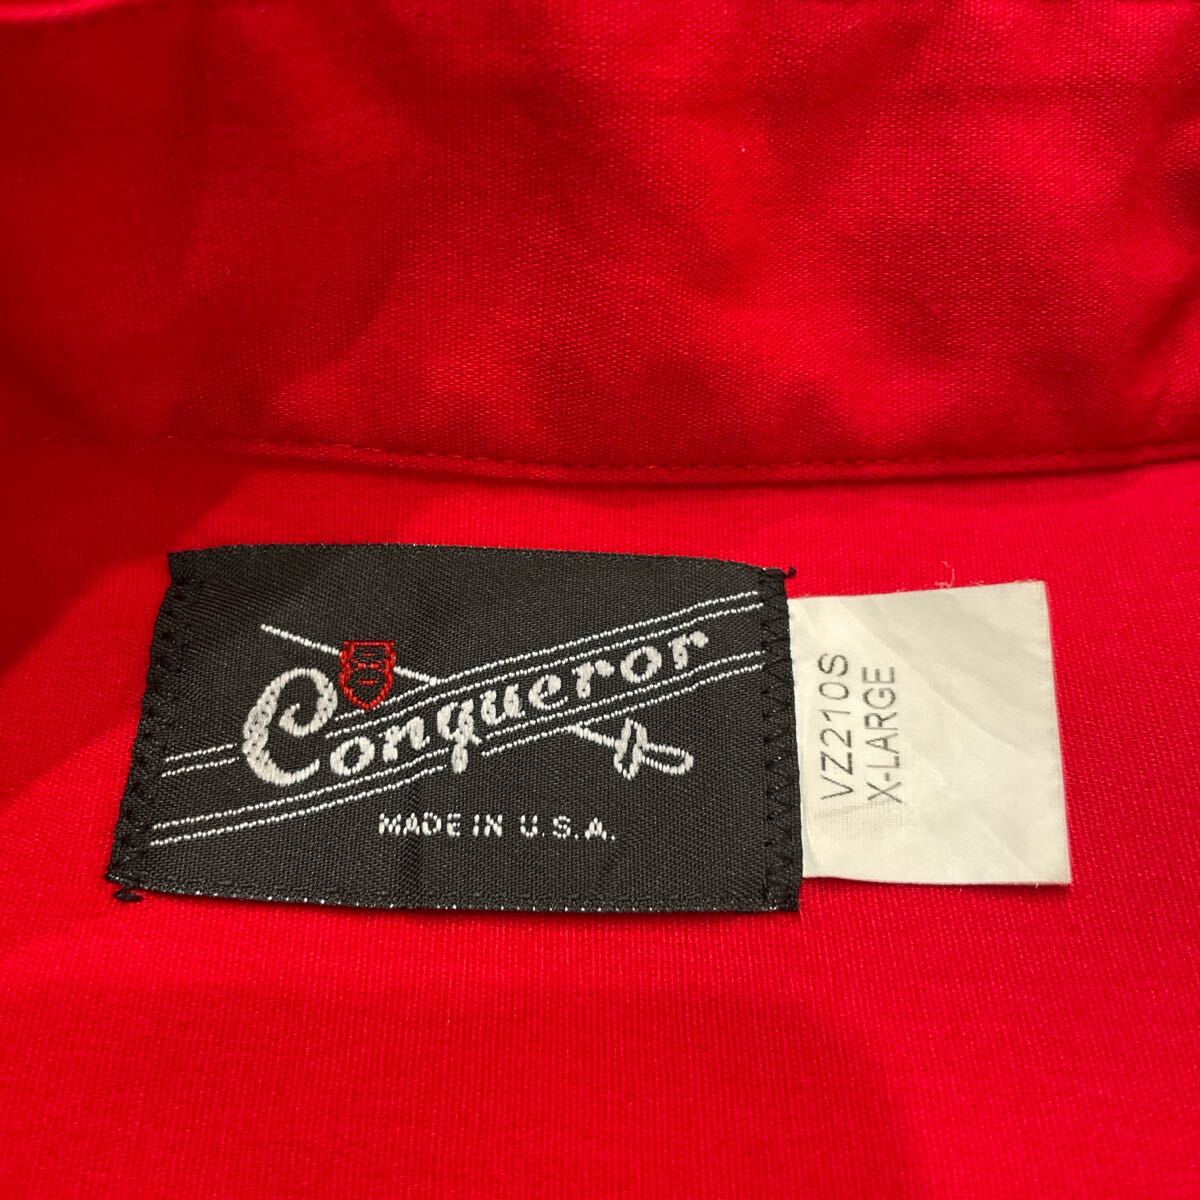 Conqueror
MADE IN U.S.A.
VZ210S
X-LARGE